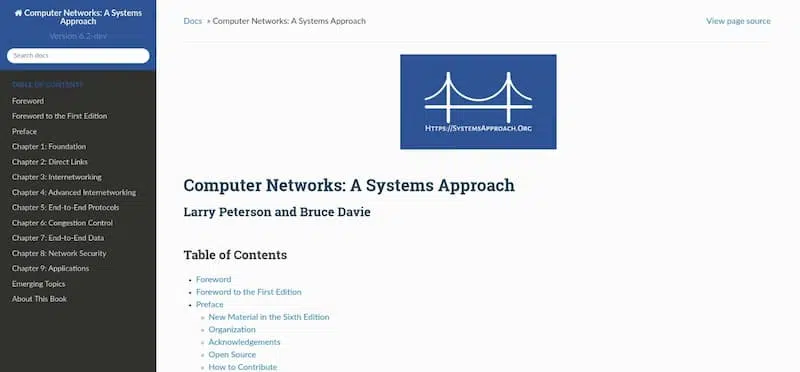 Computer Networks: A Systems
Approach
Version 6.2-dev
Search docs
TABLE OF CONTENTS
Foreword
Foreword to the First Edition
Preface
Chapter 1: Foundation
Chapter 2: Direct Links
Chapter 3: Internetworking
Chapter 4: Advanced Internetworking
Chapter 5: End-to-End Protocols
Chapter 6: Congestion Control
Chapter 7: End-to-End Data
Chapter 8: Network Security
Chapter 9: Applications
Emerging Topics
About This Book
Docs » Computer Networks: A Systems Approach
View page source
Https://SystemsApproach.Org
Computer Networks: A Systems Approach
Larry Peterson and Bruce Davie
Table of Contents
Foreword
Foreword to the First Edition
Preface
New Material in the Sixth Edition
Organization
Acknowledgements
Open Source
How to Contribute